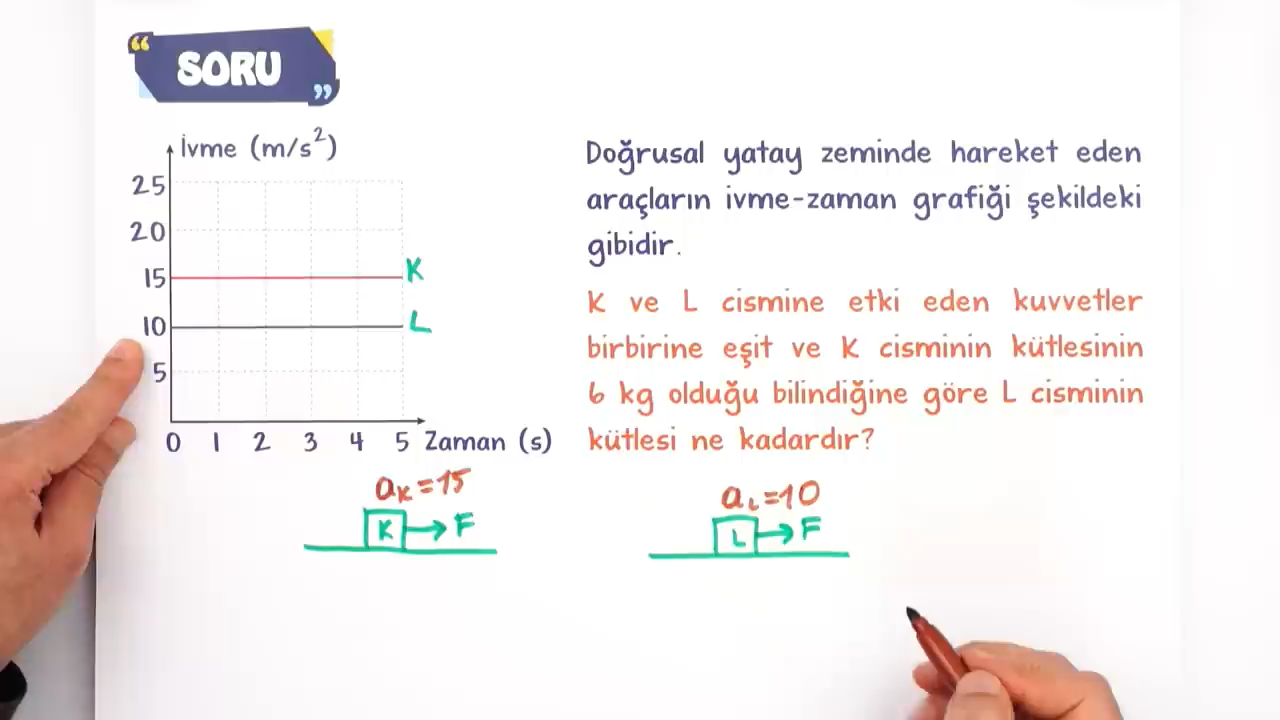 “
SORU
”
İvme (m/s²)
25
20
15
10
5
K
L
0 1 2 3 4 5 Zaman (s)
Doğrusal yatay zeminde hareket eden
araçların ivme-zaman grafiği şekildeki
gibidir.
K ve L cismine etki eden kuvvetler
birbirine eşit ve K cisminin kütlesinin
6 kg olduğu bilindiğine göre L cisminin
kütlesi ne kadardır?
aK=15
K F
aL=10
L F